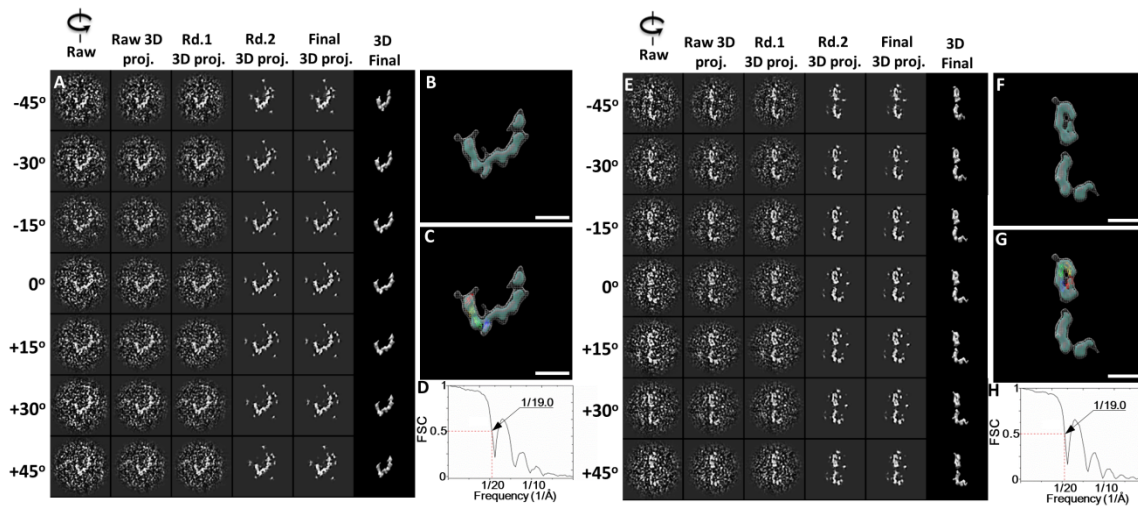 Raw
Raw 3D proj.
Rd.1 3D proj.
Rd.2 3D proj.
Final 3D proj.
3D Final
A
-45º
-30º
-15º
0º
+15º
+30º
+45º
B
C
D
1
0.5
0
FSC
1/19.0
1/20
1/10
Frequency (1/Å)
Raw
Raw 3D proj.
Rd.1 3D proj.
Rd.2 3D proj.
Final 3D proj.
3D Final
E
-45º
-30º
-15º
0º
+15º
+30º
+45º
F
G
H
1
0.5
0
FSC
1/19.0
1/20
1/10
Frequency (1/Å)